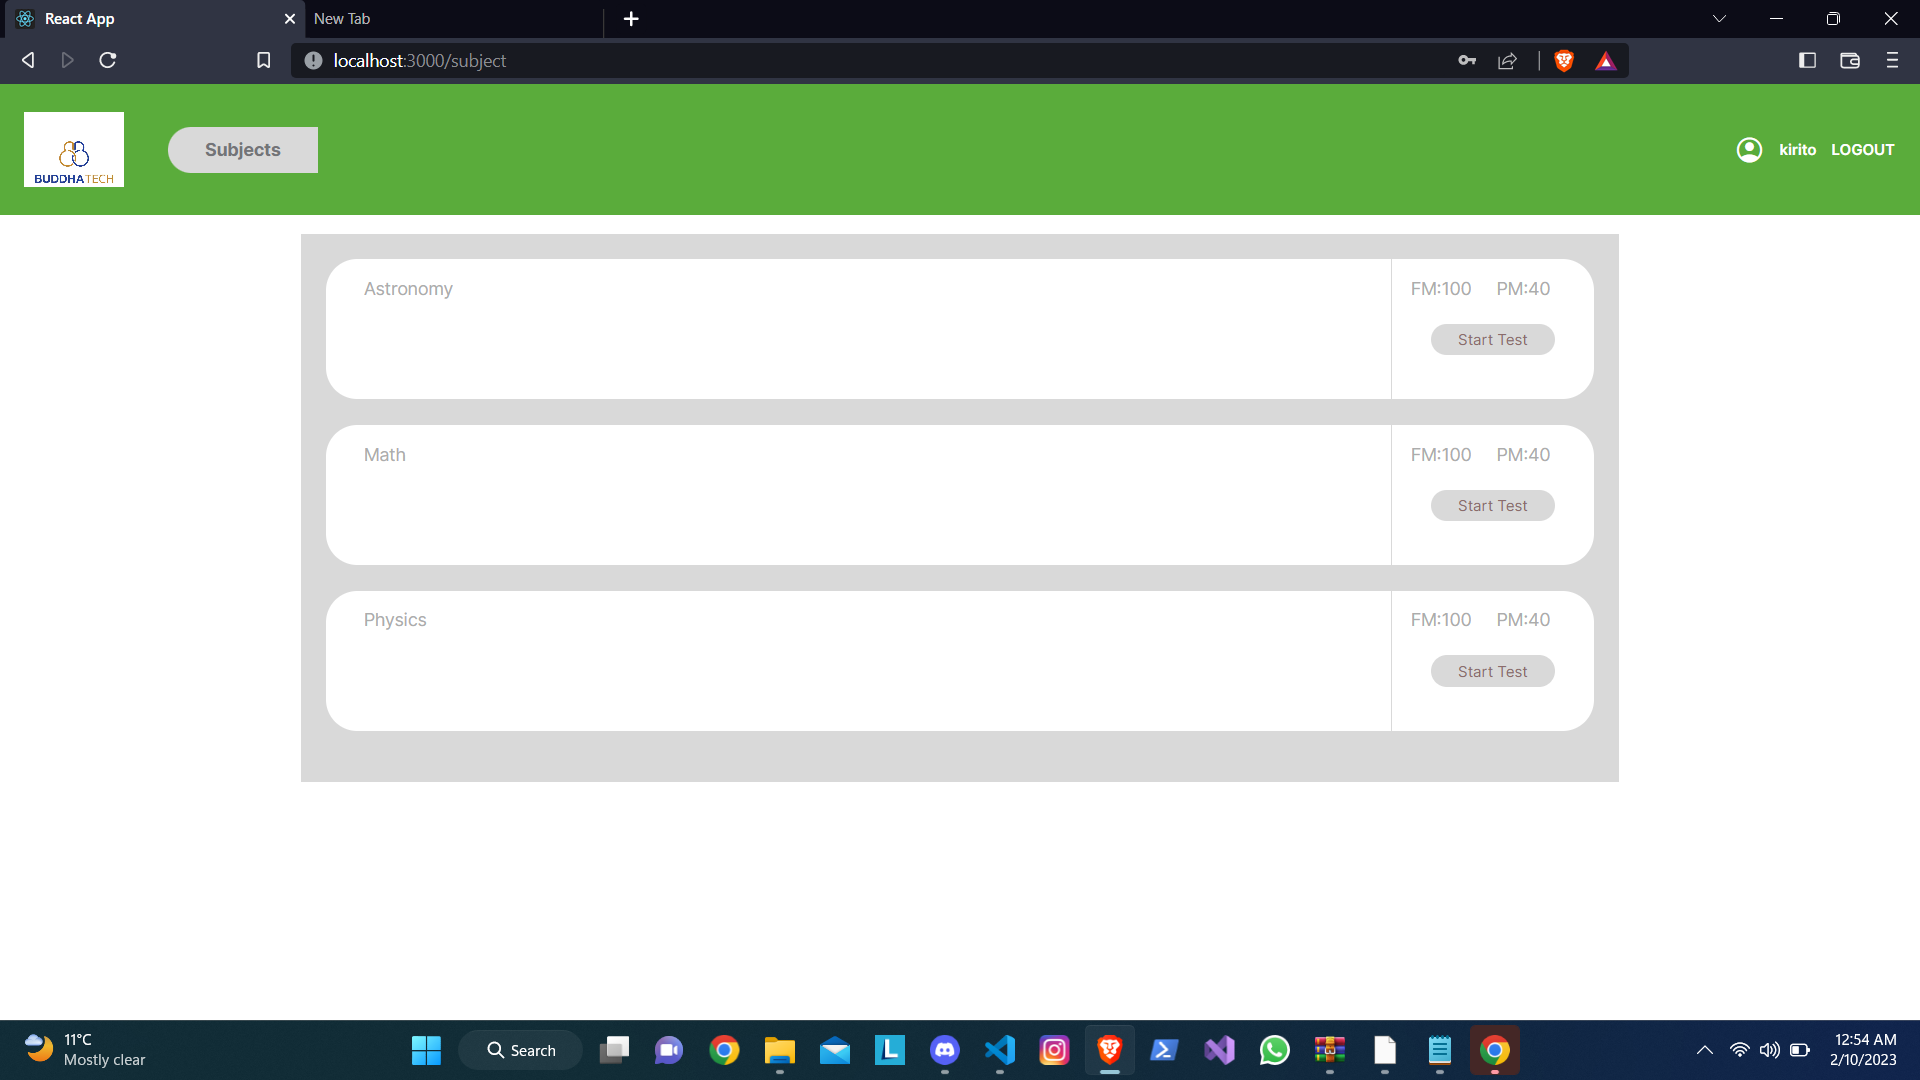 React App
New Tab
localhost:3000/subject
BUDDHATECH
Subjects
kirito LOGOUT
Astronomy
FM:100 PM:40
Start Test
Math
FM:100 PM:40
Start Test
Physics
FM:100 PM:40
Start Test
11°C
Mostly clear
Search
L
12:54 AM
2/10/2023